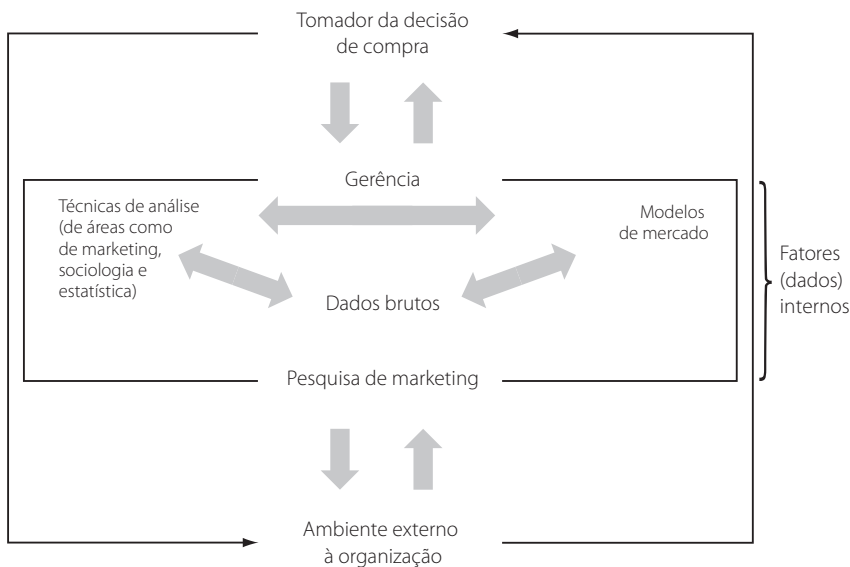 Tomador da decisão
de compra
Gerência
Técnicas de análise
(de áreas como
de marketing,
sociologia e
estatística)
Modelos
de mercado
Dados brutos
Fatores
(dados)
internos
Pesquisa de marketing
Ambiente externo
à organização